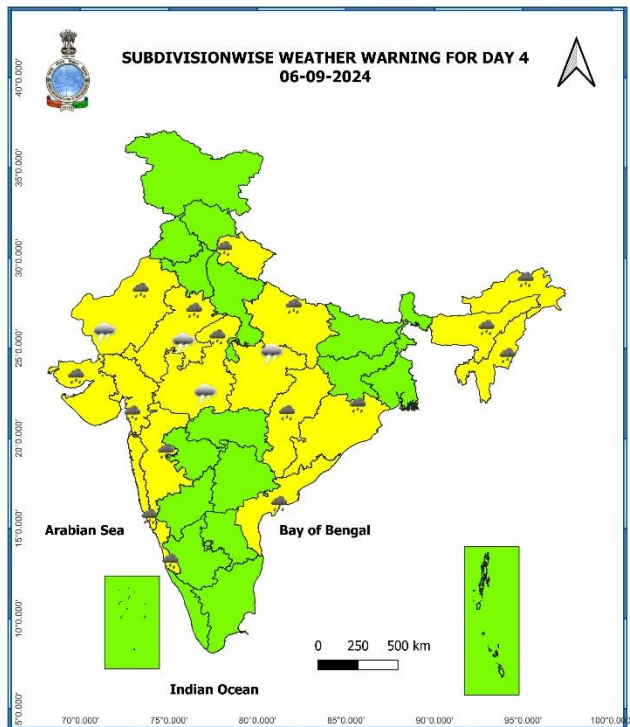 SUBDIVISIONWISE WEATHER WARNING FOR DAY 4
06-09-2024
40°0.000'
35°0.000'
30°0.000'
25°0.000'
20°0.000'
15°0.000'
10°0.000'
5°0.000'
Arabian Sea
Bay of Bengal
0 250 500 km
Indian Ocean
70°0.000' 75°0.000' 80°0.000' 85°0.000' 90°0.000' 95°0.000' 100°0.000'